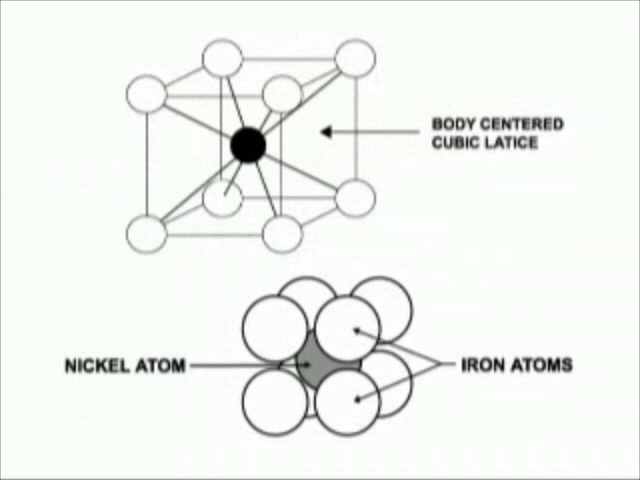 BODY CENTERED
CUBIC LATICE
NICKEL ATOM
IRON ATOMS